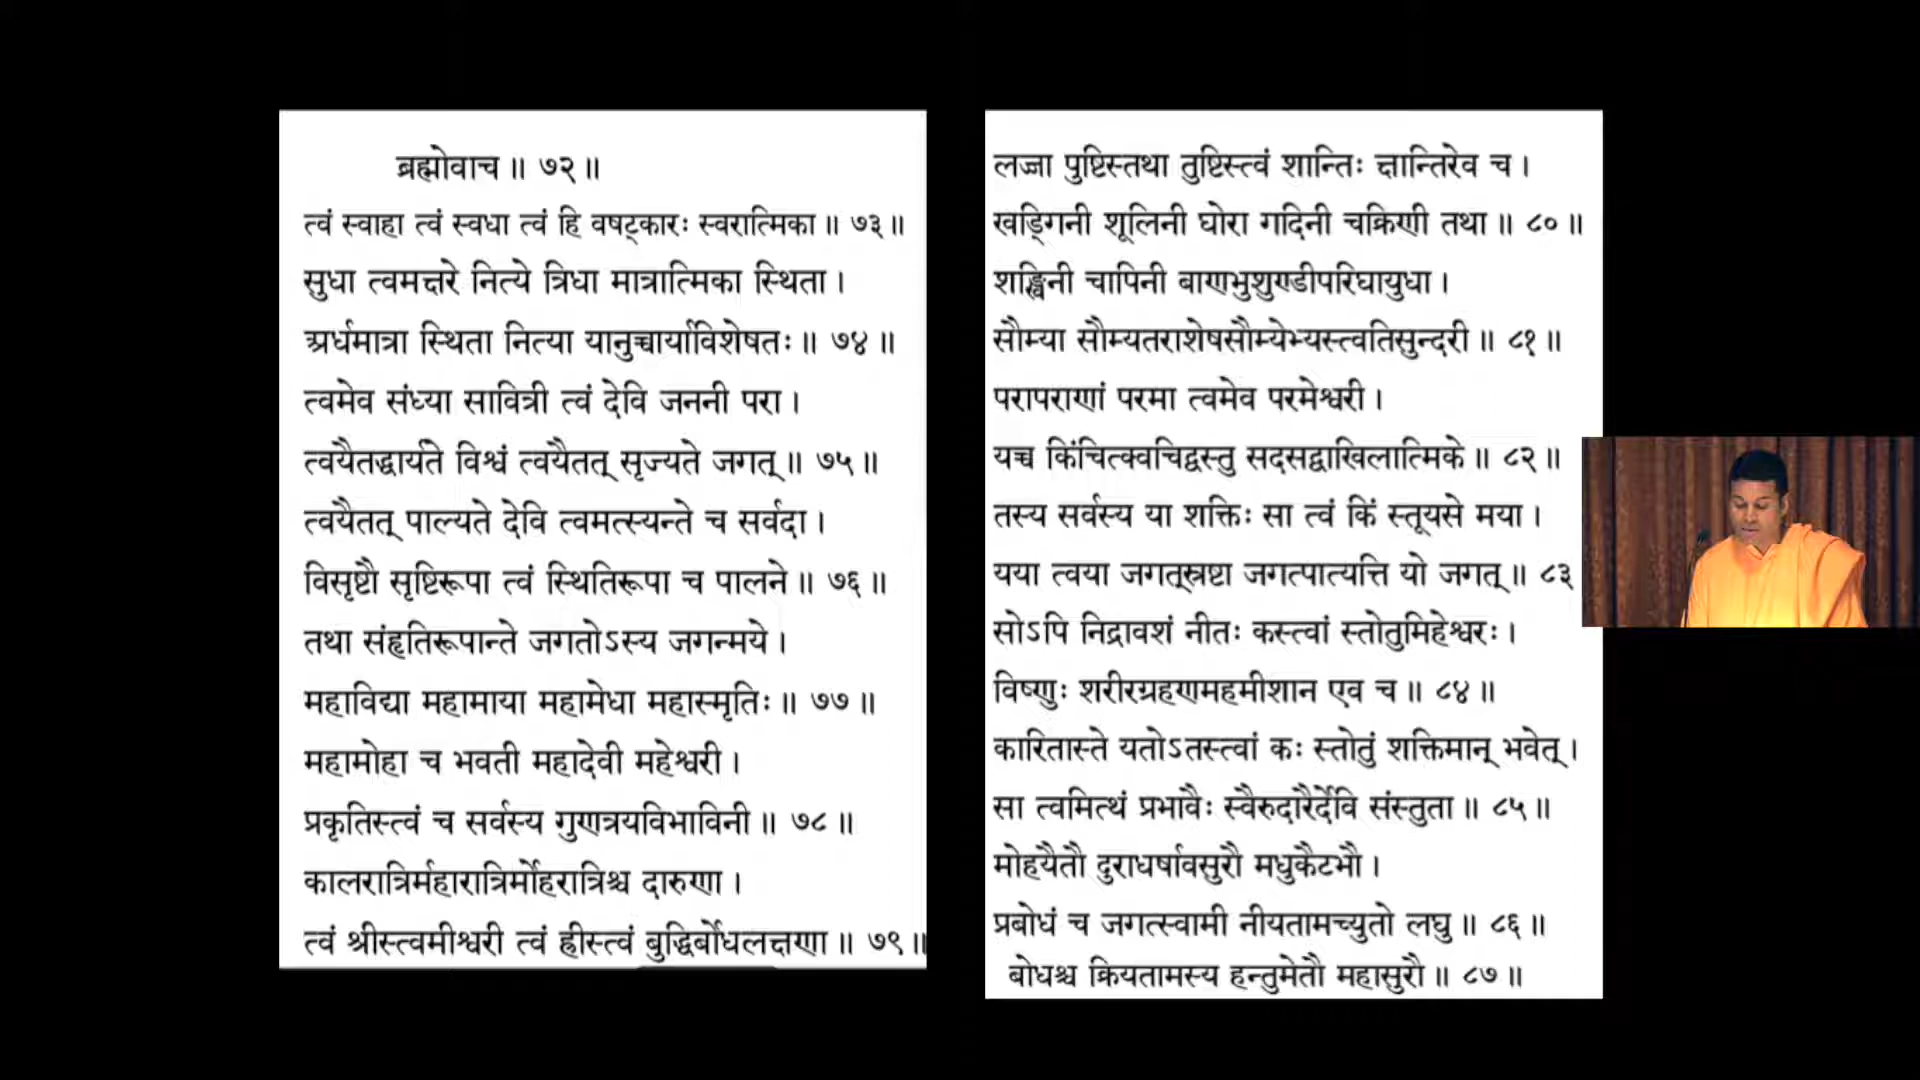 ब्रह्मोवाच ॥ ७२ ॥
त्वं स्वाहा त्वं स्वधा त्वं हि वषट्कारः स्वरात्मिका ॥ ७३ ॥
सुधा त्वमक्षरे नित्ये त्रिधा मात्रात्मिका स्थिता ।
अर्धमात्रा स्थिता नित्या यानुच्चार्याविशेषतः ॥ ७४ ॥
त्वमेव संध्या सावित्री त्वं देवि जननी परा ।
त्वयैतद्धार्यते विश्वं त्वयैतत् सृज्यते जगत् ॥ ७५ ॥
त्वयैतत् पाल्यते देवि त्वमत्स्यन्ते च सर्वदा ।
विसृष्टौ सृष्टिरूपा त्वं स्थितिरूपा च पालने ॥ ७६ ॥
तथा संहृतिरूपान्ते जगतोऽस्य जगन्मये ।
महाविद्या महामाया महामेधा महास्मृतिः ॥ ७७ ॥
महामोहा च भवती महादेवी महेश्वरी ।
प्रकृतिस्त्वं च सर्वस्य गुणत्रयविभाविनी ॥ ७८ ॥
कालरात्रिर्महारात्रिर्मोहरात्रिश्च दारुणा ।
त्वं श्रीस्त्वमीश्वरी त्वं ह्रीस्त्वं बुद्धिर्बोधलक्षणा ॥ ७९ ॥
लज्जा पुष्टिस्तथा तुष्टिस्त्वं शान्तिः क्षान्तिरेव च ।
खड्गिनी शूलिनी घोरा गदिनी चक्रिणी तथा ॥ ८० ॥
शङ्खिनी चापिनी बाणभुशुण्डीपरिघायुधा ।
सौम्या सौम्यतराशेषसौम्येभ्यस्त्वतिसुन्दरी ॥ ८१ ॥
परापराणां परमा त्वमेव परमेश्वरी ।
यच्च किंचित्क्वचिद्वस्तु सदसद्वाखिलात्मिके ॥ ८२ ॥
तस्य सर्वस्य या शक्तिः सा त्वं किं स्तूयसे मया ।
यया त्वया जगत्स्रष्टा जगत्पात्यत्ति यो जगत् ॥ ८३
सोऽपि निद्रावशं नीतः कस्त्वां स्तोतुमिहेश्वरः ।
विष्णुः शरीरग्रहणमहमीशान एव च ॥ ८४ ॥
कारितास्ते यतोऽतस्त्वां कः स्तोतुं शक्तिमान् भवेत् ।
सा त्वमित्थं प्रभावैः स्वैरुदारैर्देवि संस्तुता ॥ ८५ ॥
मोहयैतौ दुराधर्षावसुरौ मधुकैटभौ ।
प्रबोधं च जगत्स्वामी नीयतामच्युतो लघु ॥ ८६ ॥
बोधश्च क्रियतामस्य हन्तुमेतौ महासुरौ ॥ ८७ ॥